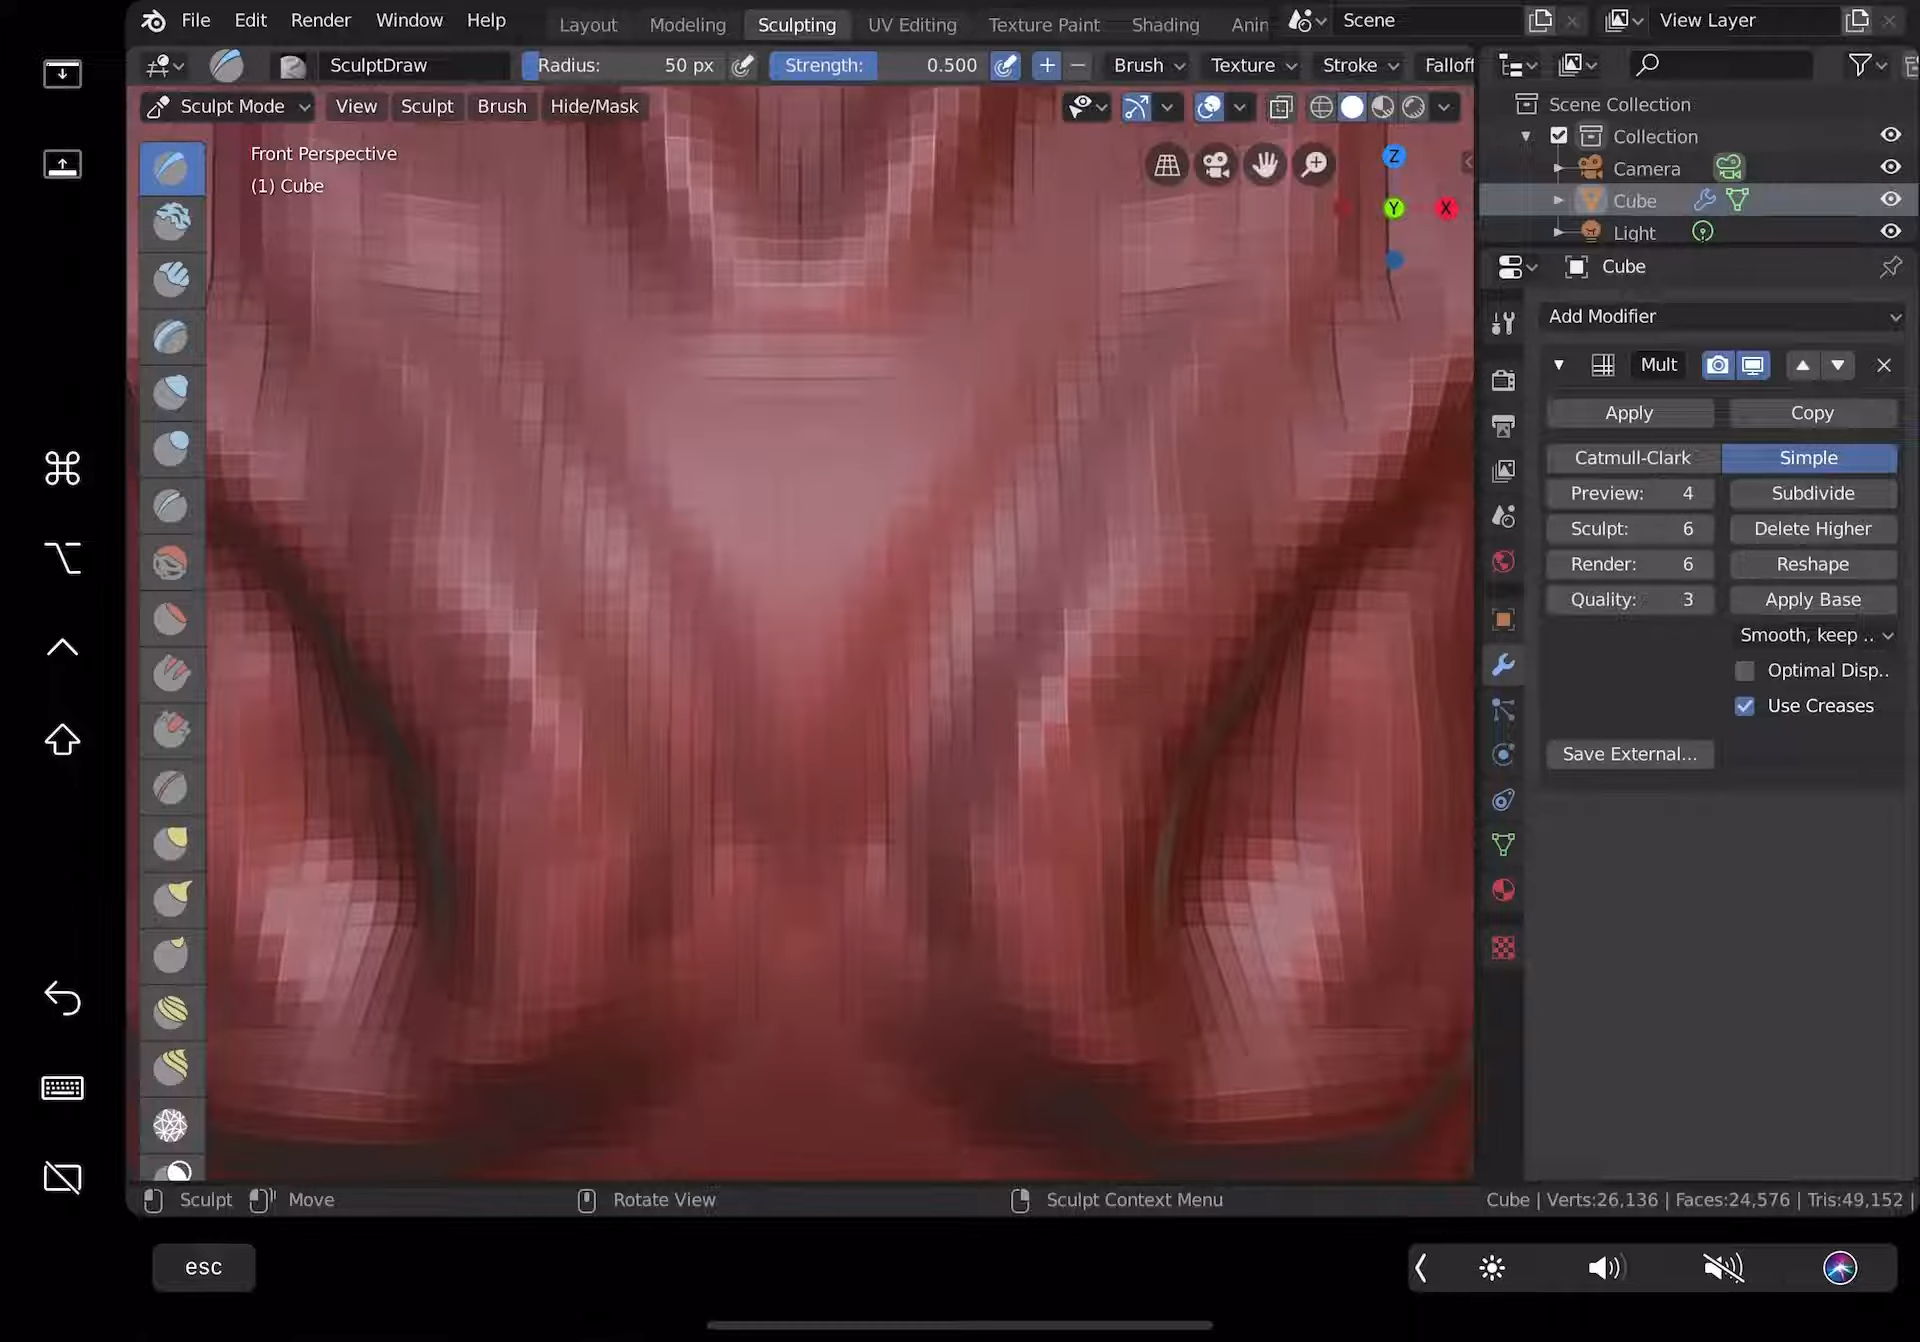 File Edit Render Window Help Layout Modeling Sculpting UV Editing Texture Paint Shading Anin Scene View Layer
SculptDraw Radius: 50 px Strength: 0.500 Brush Texture Stroke Falloff
Sculpt Mode View Sculpt Brush Hide/Mask
Front Perspective
(1) Cube
Z
Y X
Scene Collection
Collection
Camera
Cube
Light
Cube
Add Modifier
Mult
Apply Copy
Catmull-Clark Simple
Preview: 4 Subdivide
Sculpt: 6 Delete Higher
Render: 6 Reshape
Quality: 3 Apply Base
Smooth, keep ..
Optimal Disp..
Use Creases
Save External...
Sculpt Move Rotate View Sculpt Context Menu Cube | Verts:26,136 | Faces:24,576 | Tris:49,152 |
esc